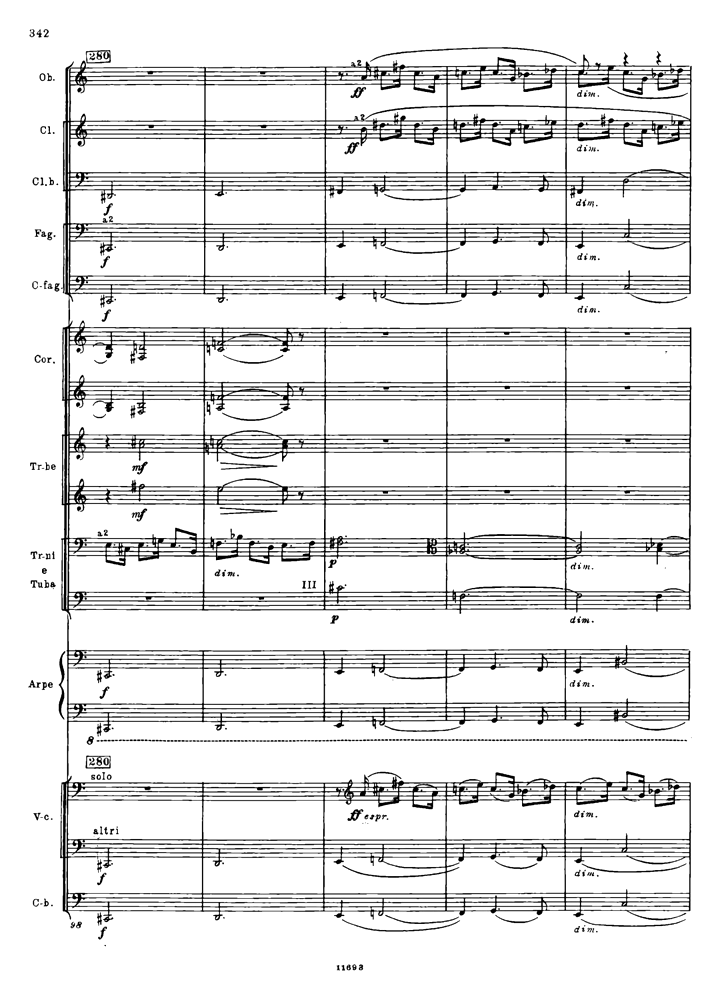 342
280
Ob. a2 ff dim.
Cl. a2 ff dim.
Cl.b. f dim.
Fag. a2 f dim.
C-fag. f dim.
Cor.
Tr-be mf
mf
Tr-ni e Tuba a2 dim. p dim.
III p dim.
Arpe f dim.
8
280
V-c. solo ff espr. dim.
altri f dim.
C-b. f dim.
98
11693